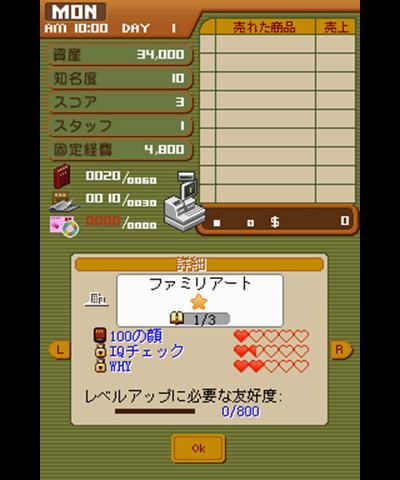 MON
AM 10:00 DAY 1
売れた商品 売上
資産 34,000
知名度 10
スコア 3
スタッフ 1
固定経費 4,800
0020/0060
0010/0030
0000/0000
$ 0
詳細
ファミリアート
1/3
100の顔
IQチェック
WHY
L
R
レベルアップに必要な友好度:
0/800
Ok